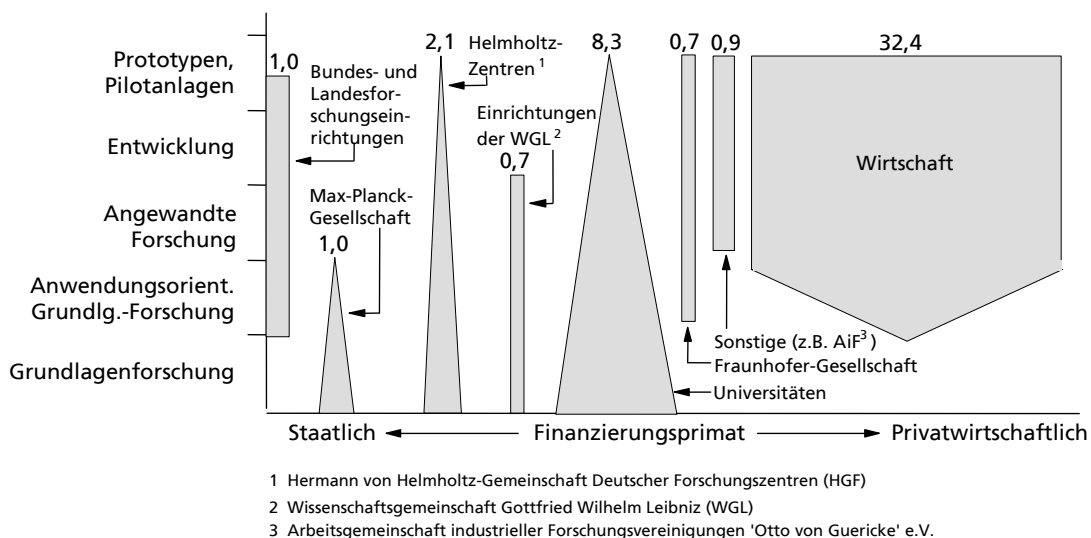 Prototypen,
Pilotanlagen
Entwicklung
Angewandte
Forschung
Anwendungsorient.
Grundlg.-Forschung
Grundlagenforschung
1,0
Bundes- und
Landesfor-
schungsein-
richtungen
Max-Planck-
Gesellschaft
1,0
2,1
Helmholtz-
Zentren 1
Einrichtungen
der WGL 2
0,7
8,3
0,7
0,9
32,4
Wirtschaft
Sonstige (z.B. AiF3)
Fraunhofer-Gesellschaft
Universitäten
Staatlich
Finanzierungsprimat
Privatwirtschaftlich
1 Hermann von Helmholtz-Gemeinschaft Deutscher Forschungszentren (HGF)
2 Wissenschaftsgemeinschaft Gottfried Wilhelm Leibniz (WGL)
3 Arbeitsgemeinschaft industrieller Forschungsvereinigungen 'Otto von Guericke' e.V.